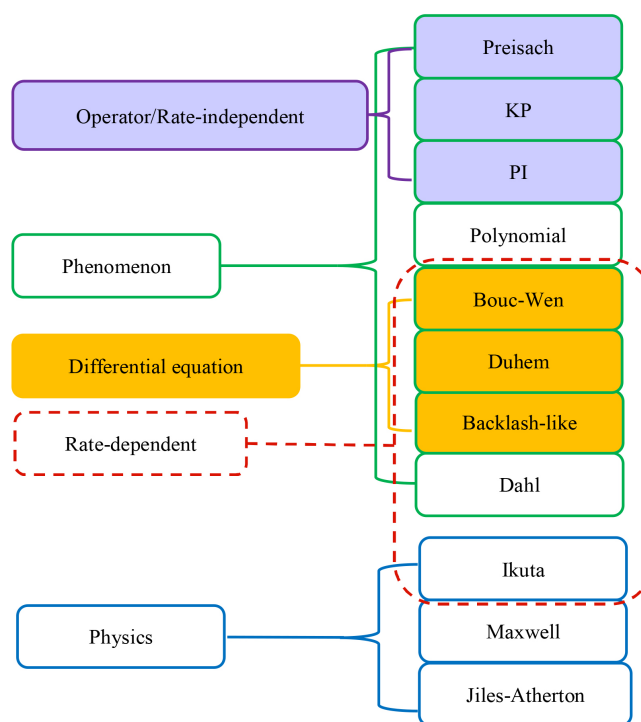 Preisach
Operator/Rate-independent
KP
PI
Polynomial
Phenomenon
Bouc-Wen
Duhem
Differential equation
Backlash-like
Rate-dependent
Dahl
Ikuta
Physics
Maxwell
Jiles-Atherton